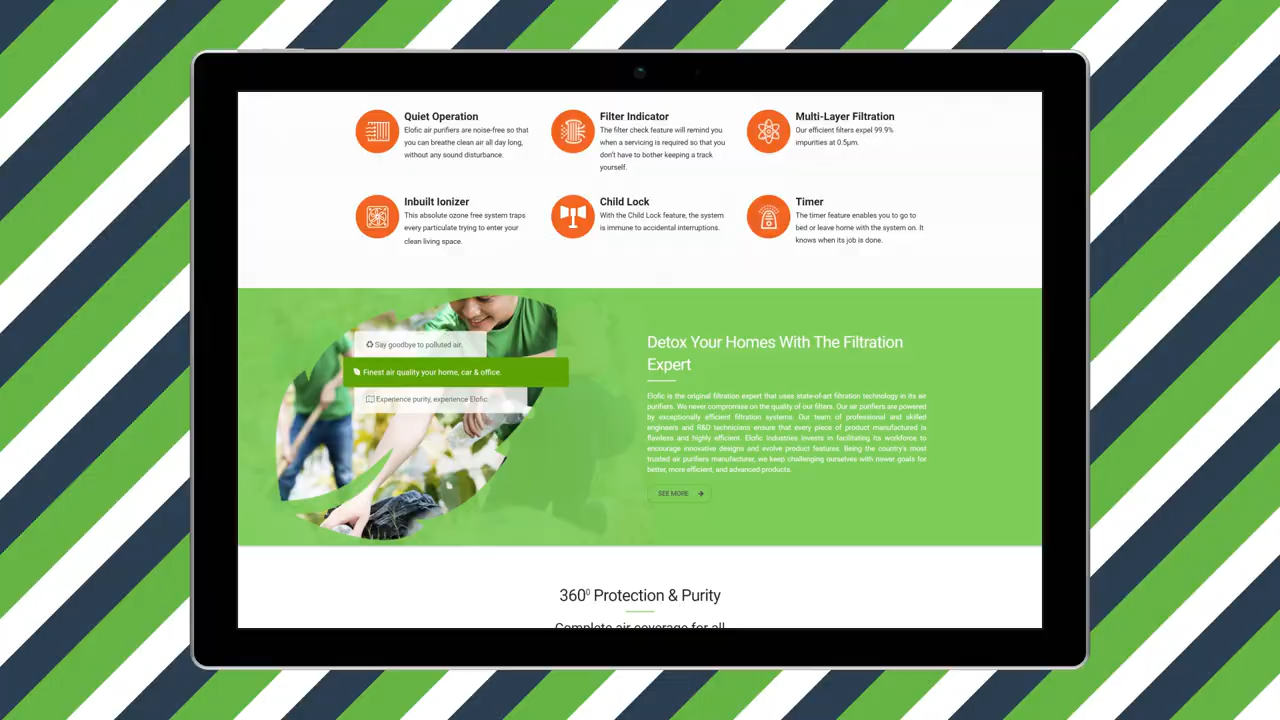 Quiet Operation
Elofic air purifiers are noise-free so that
you can breathe clean air all day long,
without any sound disturbance.
Filter Indicator
The filter check feature will remind you
when a servicing is required so that you
don't have to bother keeping a track
yourself.
Multi-Layer Filtration
Our efficient filters expel 99.9%
impurities at 0.5µm.
Inbuilt Ionizer
This absolute ozone free system traps
every particulate trying to enter your
clean living space.
Child Lock
With the Child Lock feature, the system
is immune to accidental interruptions.
Timer
The timer feature enables you to go to
bed or leave home with the system on. It
knows when its job is done.
Say goodbye to polluted air.
Finest air quality your home, car & office.
Experience purity, experience Elofic.
Detox Your Homes With The Filtration
Expert
Elofic is the original filtration expert that uses state-of-art filtration technology in its air
purifiers. We never compromise on the quality of our filters. Our air purifiers are powered
by exceptionally efficient filtration systems. Our team of professional and skilled
engineers and R&D technicians ensure that every piece of product manufactured is
flawless and highly efficient. Elofic Industries invests in facilitating its workforce to
encourage innovative designs and evolve product features. Being the country's most
trusted air purifiers manufacturer, we keep challenging ourselves with newer goals for
better, more efficient, and advanced products.
SEE MORE
360⁰ Protection & Purity
Complete air coverage for all